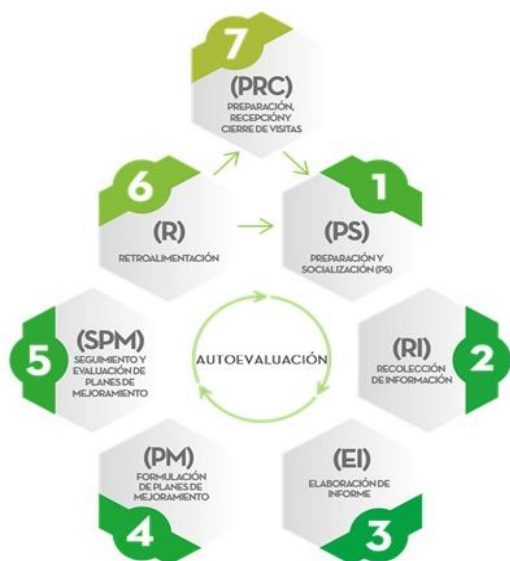 7
(PRC)
PREPARACIÓN,
RECEPCIÓN Y
CIERRE DE VISITAS
6
(R)
RETROALIMENTACIÓN
1
(PS)
PREPARACIÓN Y
SOCIALIZACIÓN (PS)
5
(SPM)
SEGUIMIENTO Y
EVALUACIÓN DE
PLANES DE
MEJORAMIENTO
AUTOEVALUACIÓN
2
(RI)
RECOLECCIÓN
DE INFORMACIÓN
4
(PM)
FORMULACIÓN
DE PLANES DE
MEJORAMIENTO
3
(EI)
ELABORACIÓN DE
INFORME